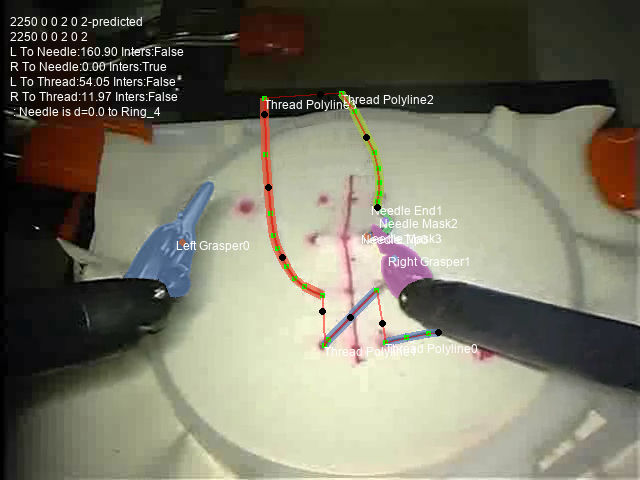 2250 0 0 2 0 2-predicted
2250 0 0 2 0 2
L To Needle:160.90 Inters:False
R To Needle:0.00 Inters:True
L To Thread:54.05 Inters:False
R To Thread:11.97 Inters:False
: Needle is d=0.0 to Ring_4
Thread Polyline
Thread Polyline2
Needle End1
Needle Mask2
Mask3
Left Grasper0
Right Grasper1
Thread Poly
Thread Polyline0